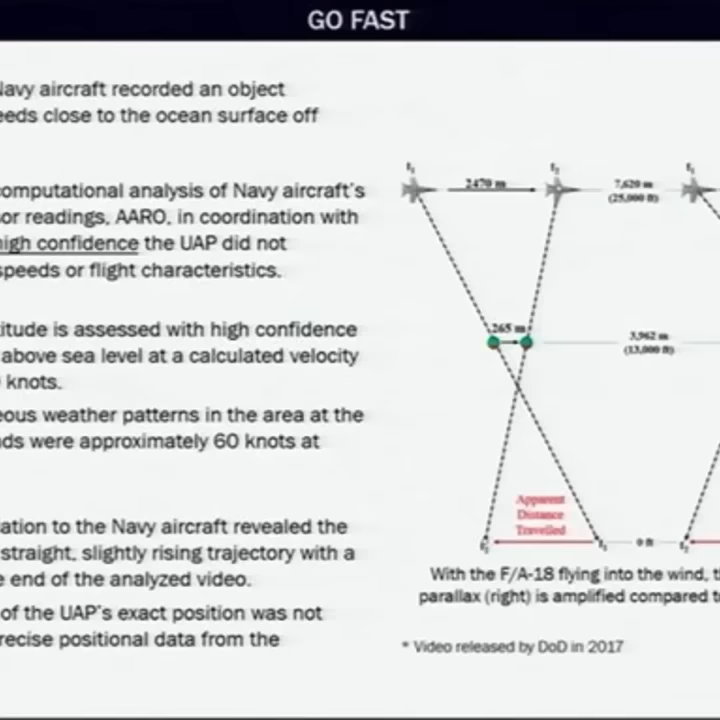 GO FAST
Navy aircraft recorded an object
eeds close to the ocean surface off
computational analysis of Navy aircraft's
or readings, AARO, in coordination with
high confidence the UAP did not
speeds or flight characteristics.
titude is assessed with high confidence
above sea level at a calculated velocity
knots.
eous weather patterns in the area at the
ds were approximately 60 knots at
ation to the Navy aircraft revealed the
straight, slightly rising trajectory with a
e end of the analyzed video.
of the UAP's exact position was not
recise positional data from the
2470 m
7,620 m
(25,000 ft)
265 m
3,962 m
(13,000 ft)
Apparent
Distance
Travelled
0 ft
With the F/A-18 flying into the wind, t
parallax (right) is amplified compared to
* Video released by DoD in 2017